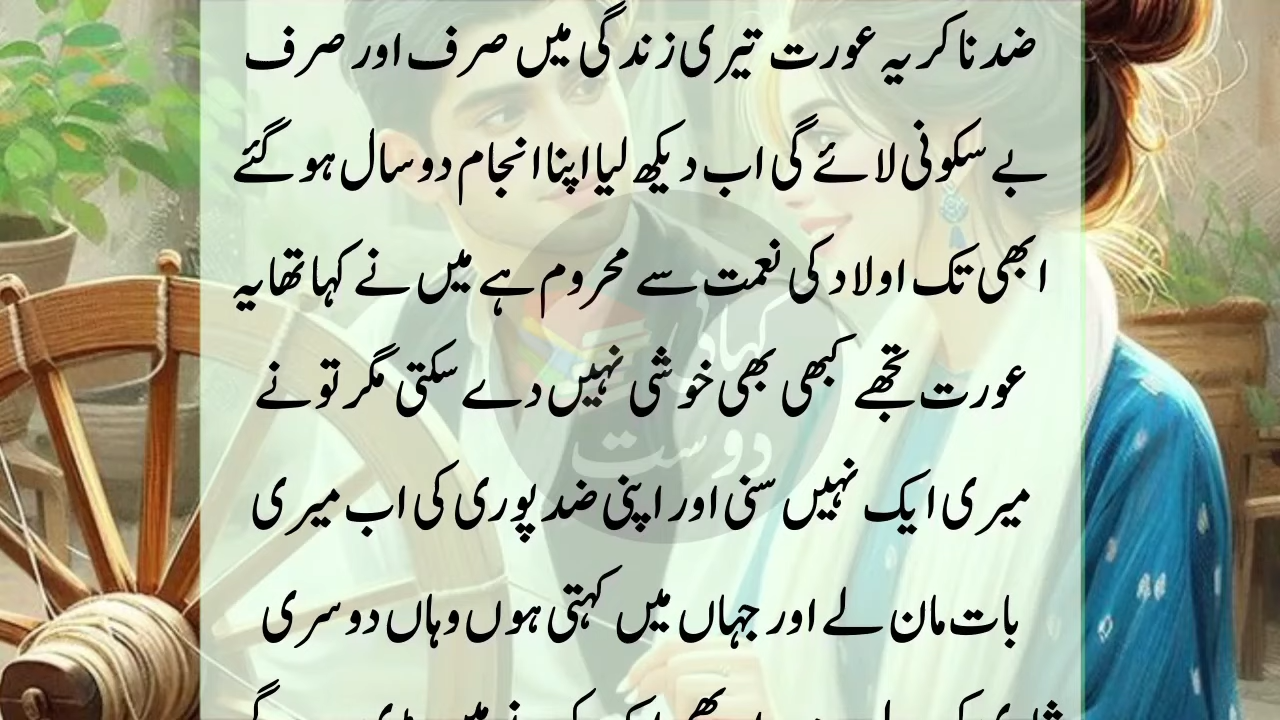 ضد نا کر یہ عورت تیری زندگی میں صرف اور صرف
بے سکونی لائے گی اب دیکھ لیا اپنا انجام دو سال ہو گئے
ابھی تک اولاد کی نعمت سے محروم ہے میں نے کہا تھا یہ
عورت تجھے کبھی بھی خوشی نہیں دے سکتی مگر تو نے
میری ایک نہیں سنی اور اپنی ضد پوری کی اب میری
بات مان لے اور جہاں میں کہتی ہوں وہاں دوسری
دوست